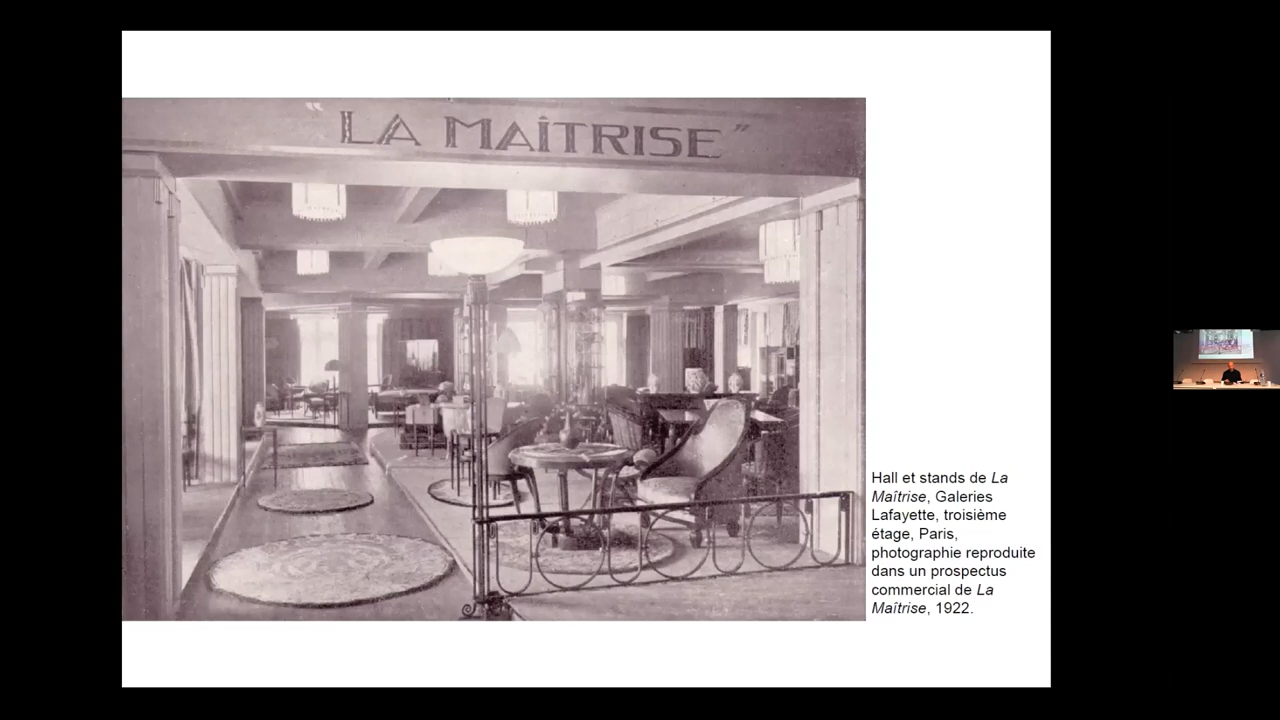 "LA MAÎTRISE"
Hall et stands de La
Maîtrise, Galeries
Lafayette, troisième
étage, Paris,
photographie reproduite
dans un prospectus
commercial de La
Maîtrise, 1922.